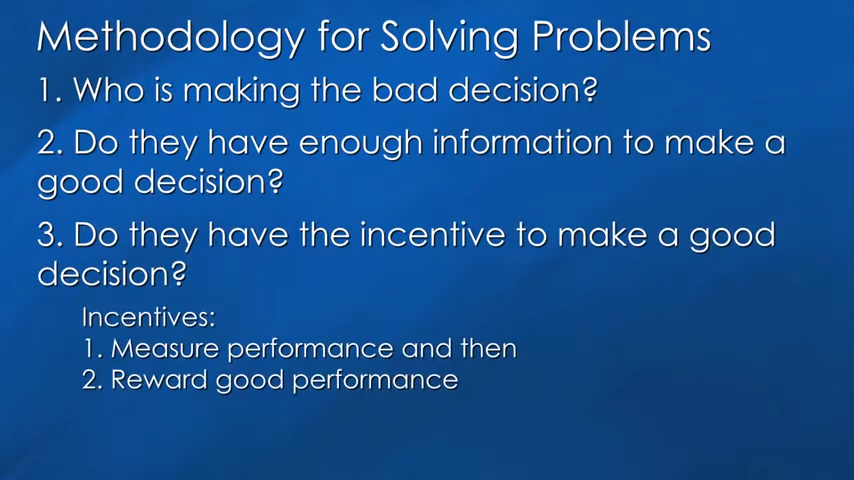 Methodology for Solving Problems
1. Who is making the bad decision?
2. Do they have enough information to make a
good decision?
3. Do they have the incentive to make a good
decision?
Incentives:
1. Measure performance and then
2. Reward good performance